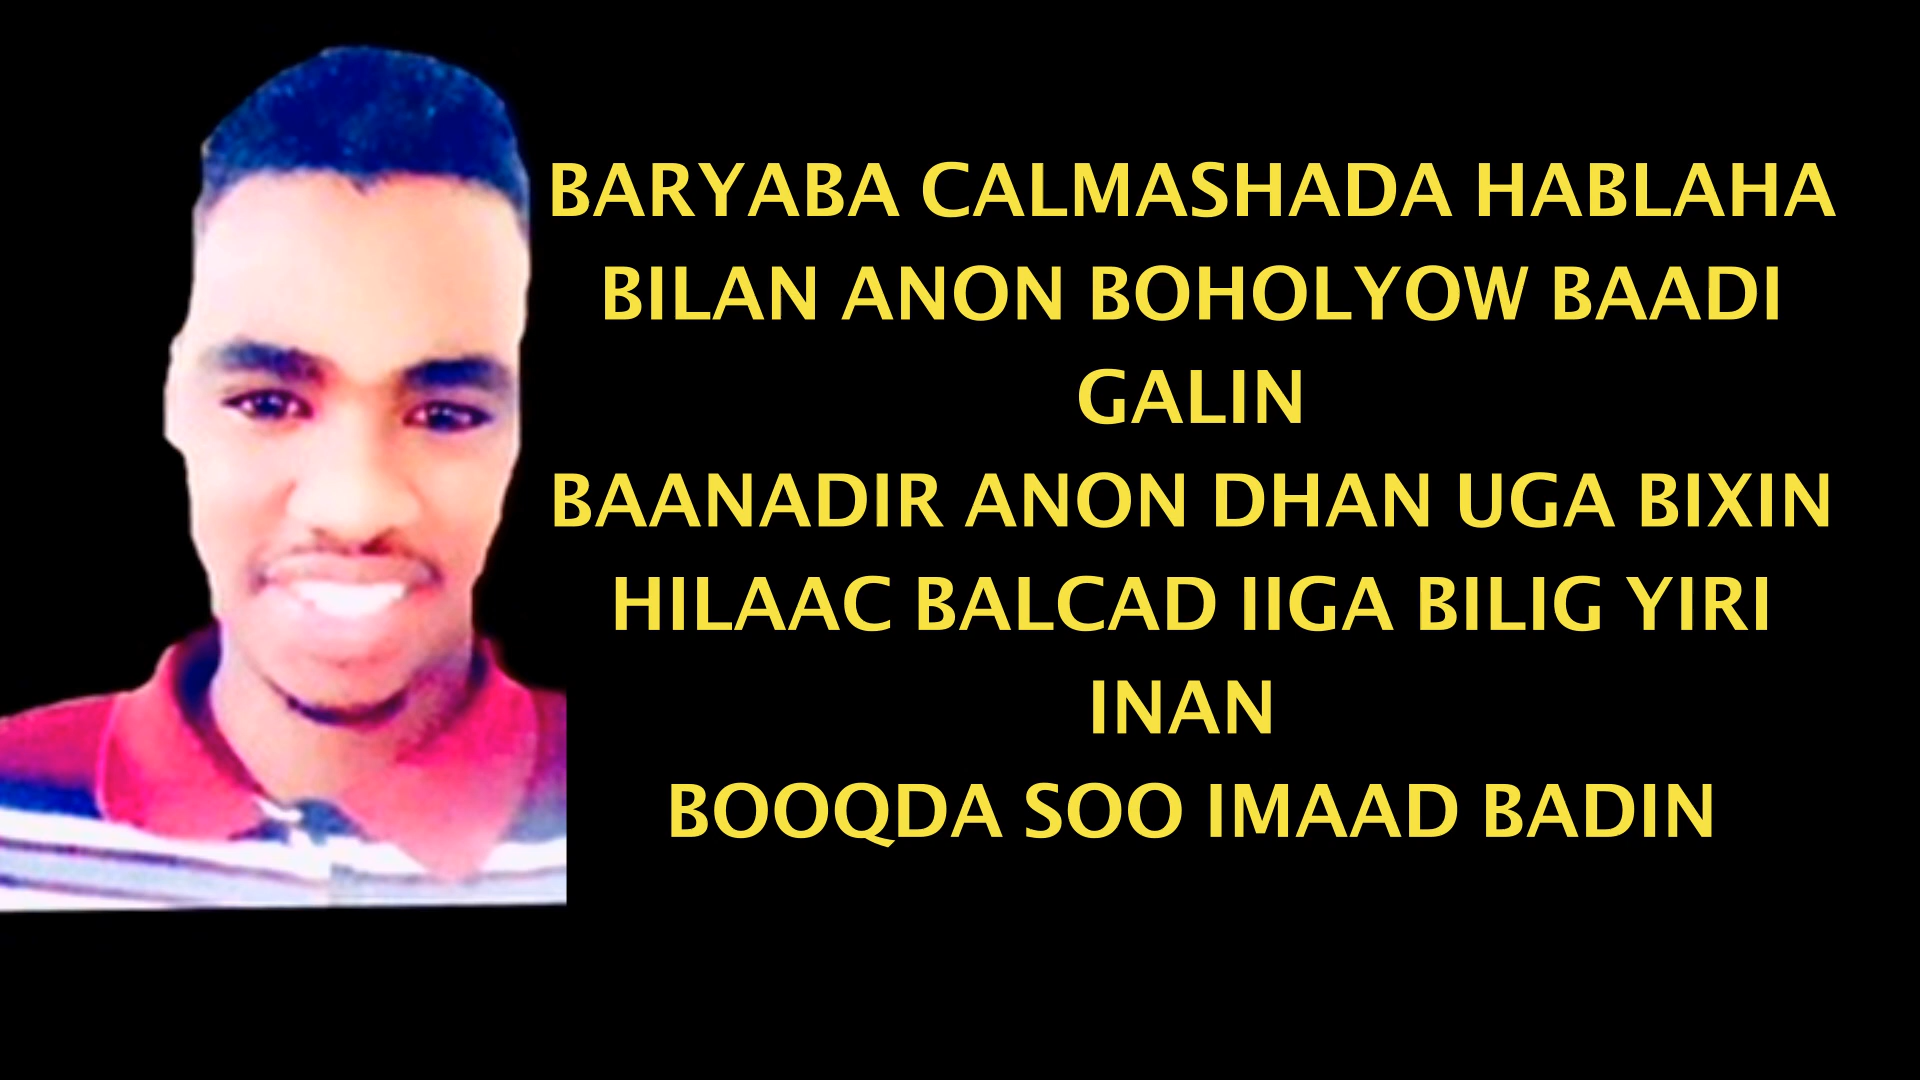 BARYABA CALMASHADA HABLAHA
BILAN ANON BOHOLYOW BAADI
GALIN
BAANADIR ANON DHAN UGA BIXIN
HILAAC BALCAD IIGA BILIG YIRI
INAN
BOOQDA SOO IMAAD BADIN